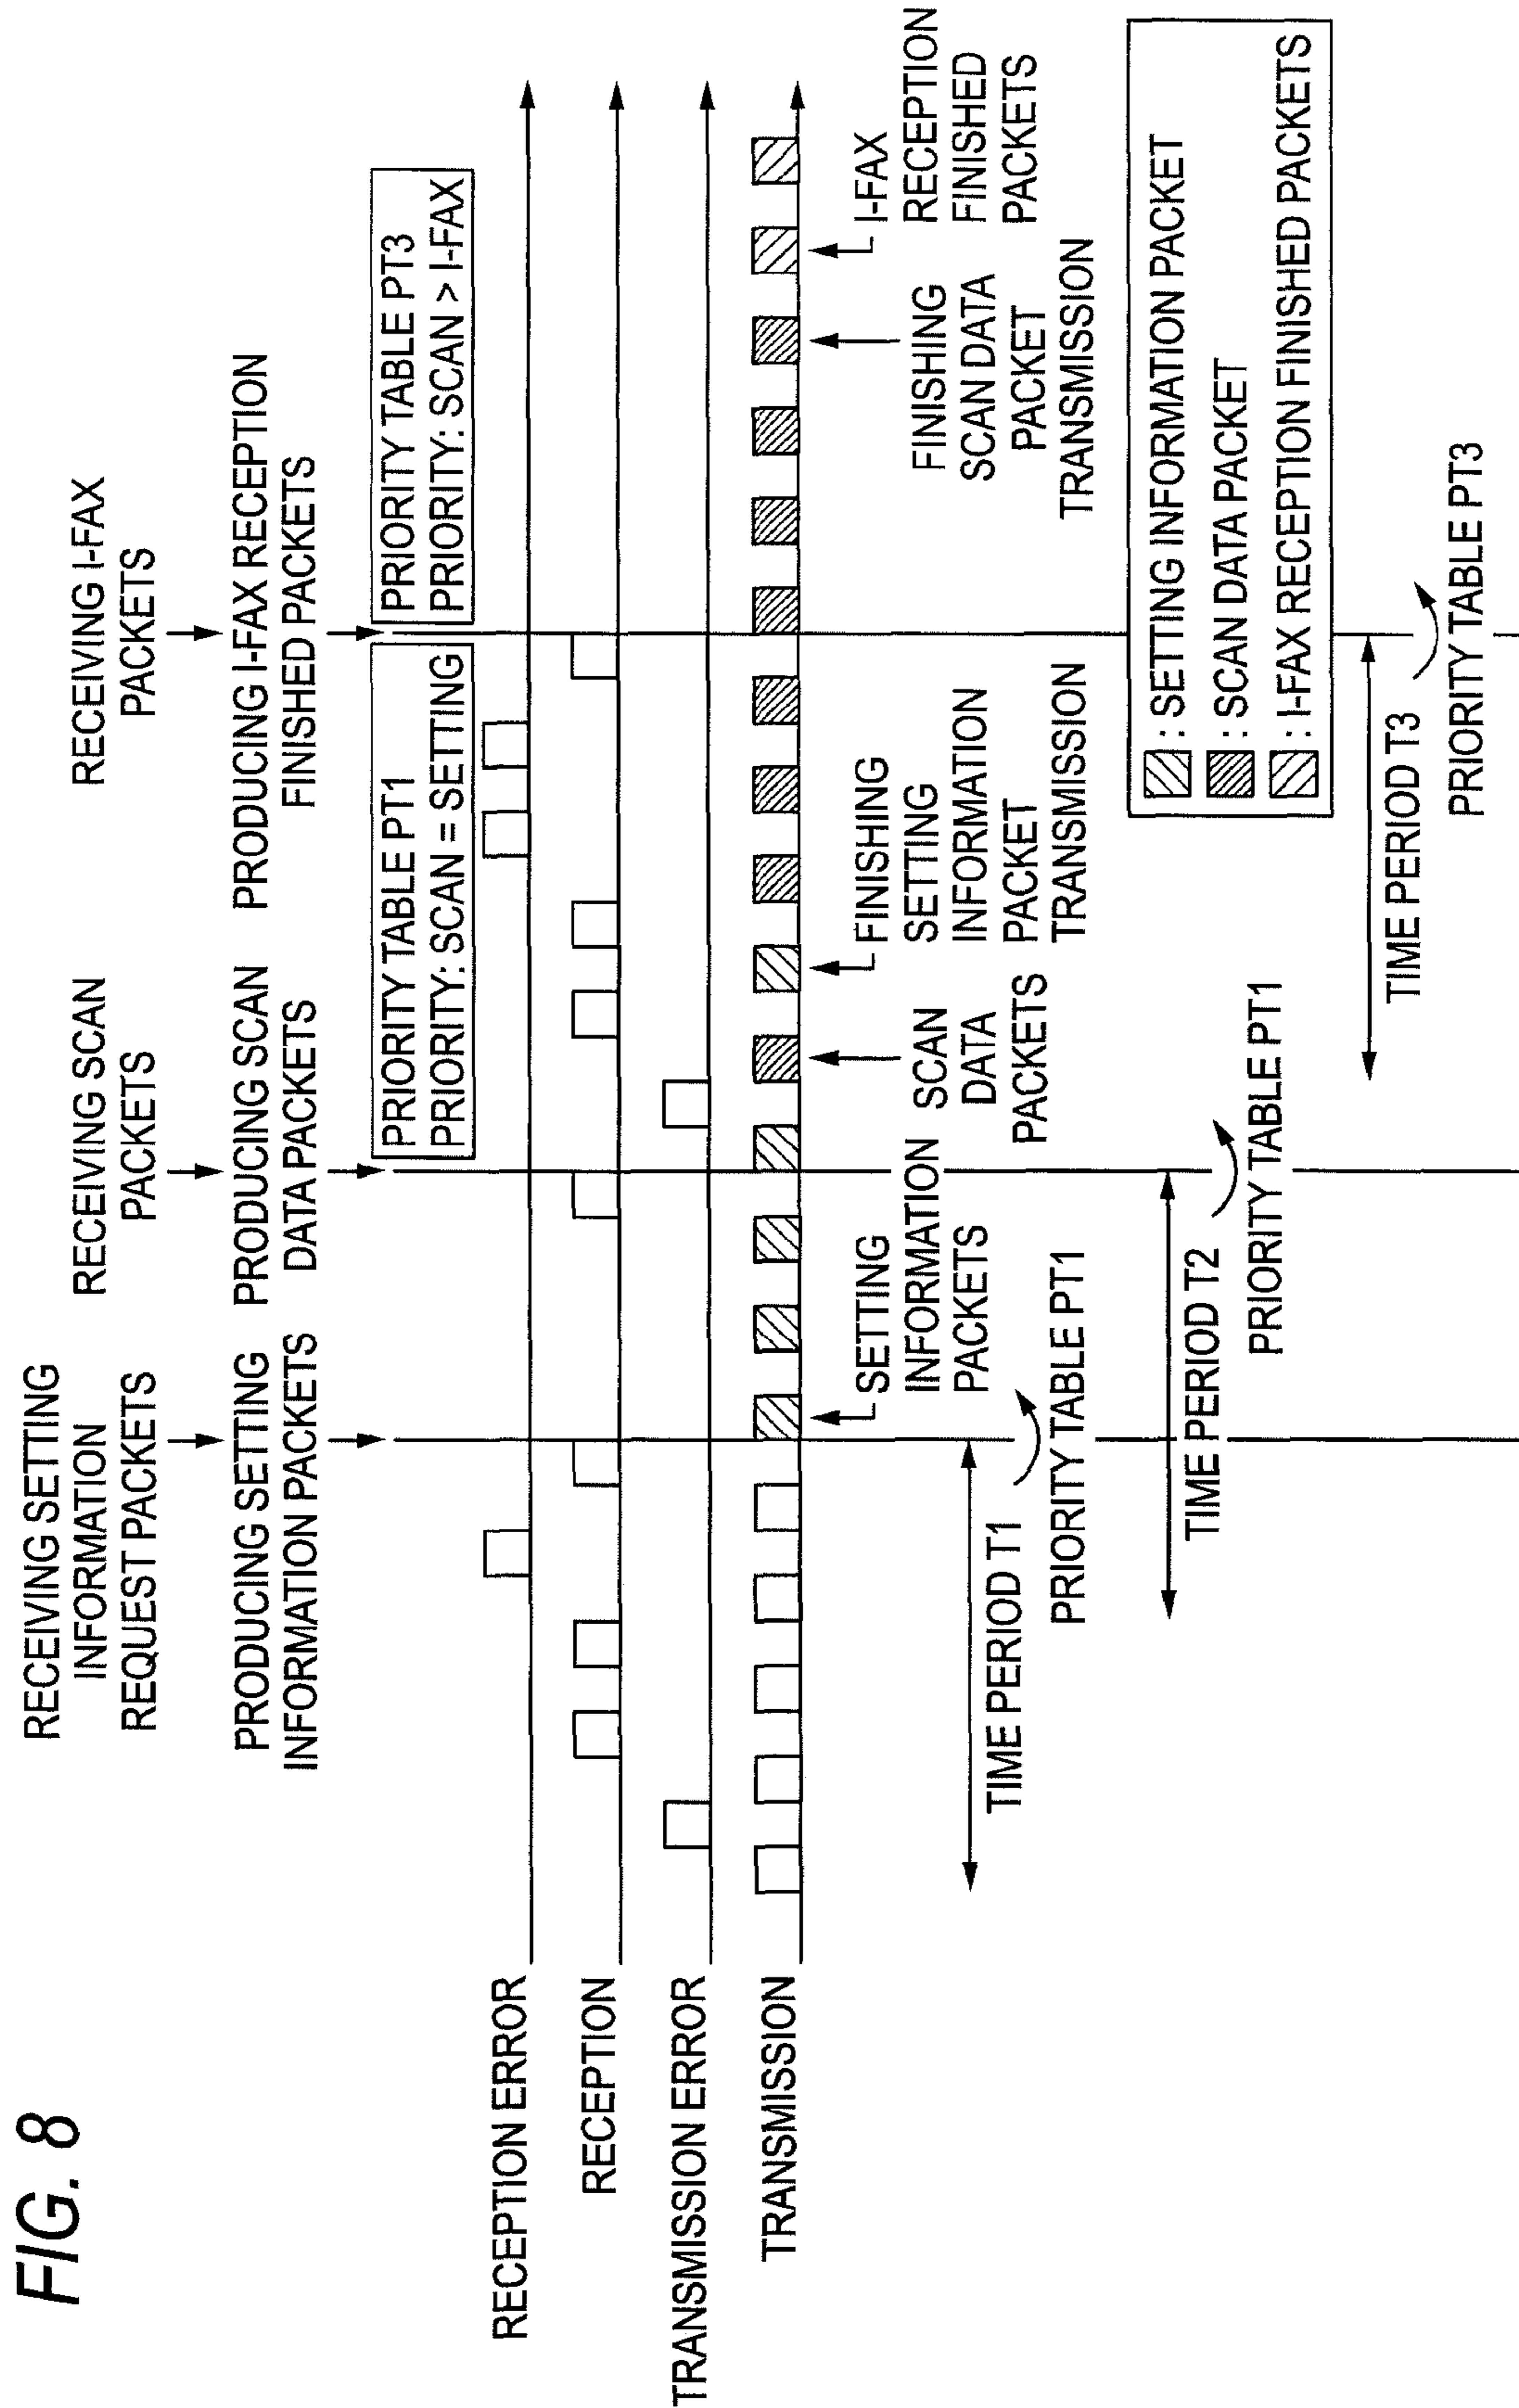 FIG. 8
RECEIVING SETTING
INFORMATION
REQUEST PACKETS
PRODUCING SETTING
INFORMATION PACKETS
RECEIVING SCAN
PACKETS
PRODUCING SCAN
DATA PACKETS
RECEIVING I-FAX
PACKETS
PRODUCING I-FAX RECEPTION
FINISHED PACKETS
PRIORITY TABLE PT1
PRIORITY: SCAN = SETTING
PRIORITY TABLE PT3
PRIORITY: SCAN > I-FAX
RECEPTION ERROR
RECEPTION
TRANSMISSION ERROR
TRANSMISSION
SETTING
INFORMATION
PACKETS
SCAN
DATA
PACKETS
FINISHING
SETTING
INFORMATION
PACKET
TRANSMISSION
FINISHING
SCAN DATA
PACKET
TRANSMISSION
I-FAX
RECEPTION
FINISHED
PACKETS
TIME PERIOD T1
PRIORITY TABLE PT1
TIME PERIOD T2
PRIORITY TABLE PT1
: SETTING INFORMATION PACKET
: SCAN DATA PACKET
: I-FAX RECEPTION FINISHED PACKETS
TIME PERIOD T3
PRIORITY TABLE PT3